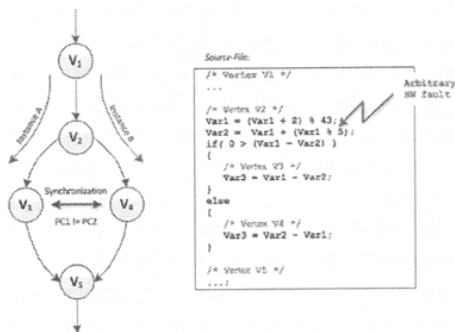 V1
Instance A
Instance B
V2
Synchronization
V3
V4
PC1 != PC2
V5
Source-File:
/* Vertex V1 */
...
/* Vertex V2 */
Var1 = (Var1 + 2) % 43;
Var2 = Var1 + (Var1 % 5);
if( 0 > (Var1 - Var2) )
{
/* Vertex V3 */
Var3 = Var1 - Var2;
}
else
{
/* Vertex V4 */
Var3 = Var2 - Var1;
}
/* Vertex V5 */
...;
Arbitrary
HW fault